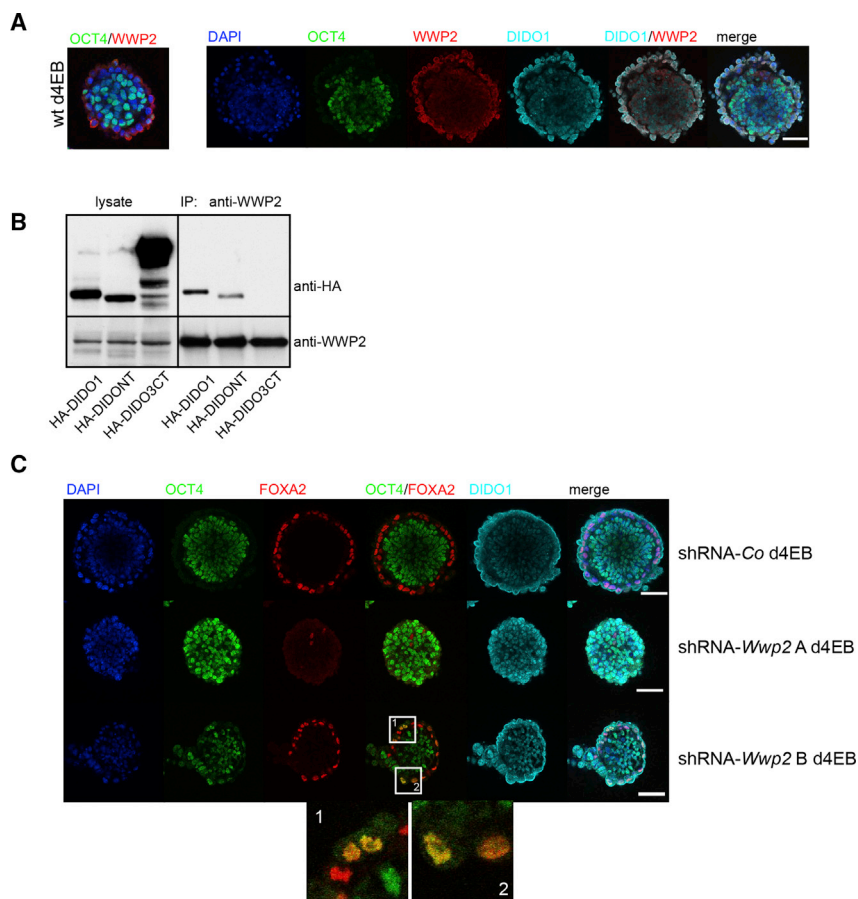 A
OCT4/WWP2
DAPI OCT4 WWP2 DIDO1 DIDO1/WWP2 merge
wt d4EB
B
lysate IP: anti-WWP2
anti-HA
anti-WWP2
HA-DIDO1 HA-DIDONT HA-DIDO3CT HA-DIDO1 HA-DIDONT HA-DIDO3CT
C
DAPI OCT4 FOXA2 OCT4/FOXA2 DIDO1 merge
shRNA-Co d4EB
shRNA-Wwp2 A d4EB
1
shRNA-Wwp2 B d4EB
2
1
2